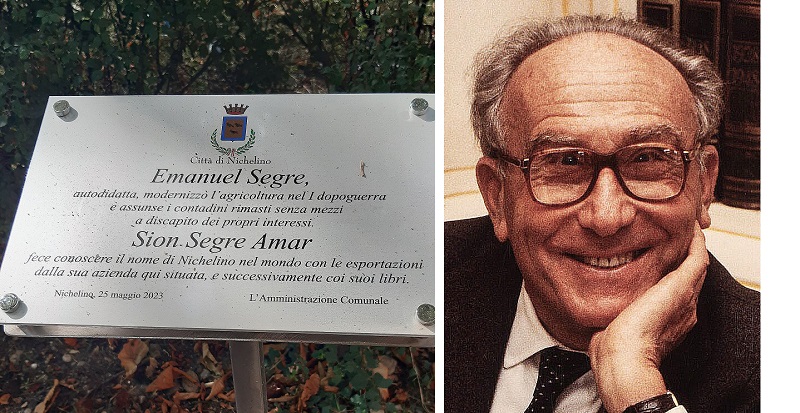 Città di Nichelino
Emanuel Segre,
autodidatta, modernizzò l'agricoltura nel I dopoguerra
e assunse i contadini rimasti senza mezzi
a discapito dei propri interessi.
Sion Segre Amar
fece conoscere il nome di Nichelino nel mondo con le esportazioni
dalla sua azienda qui situata, e successivamente coi suoi libri.
Nichelino, 25 maggio 2023 L'Amministrazione Comunale